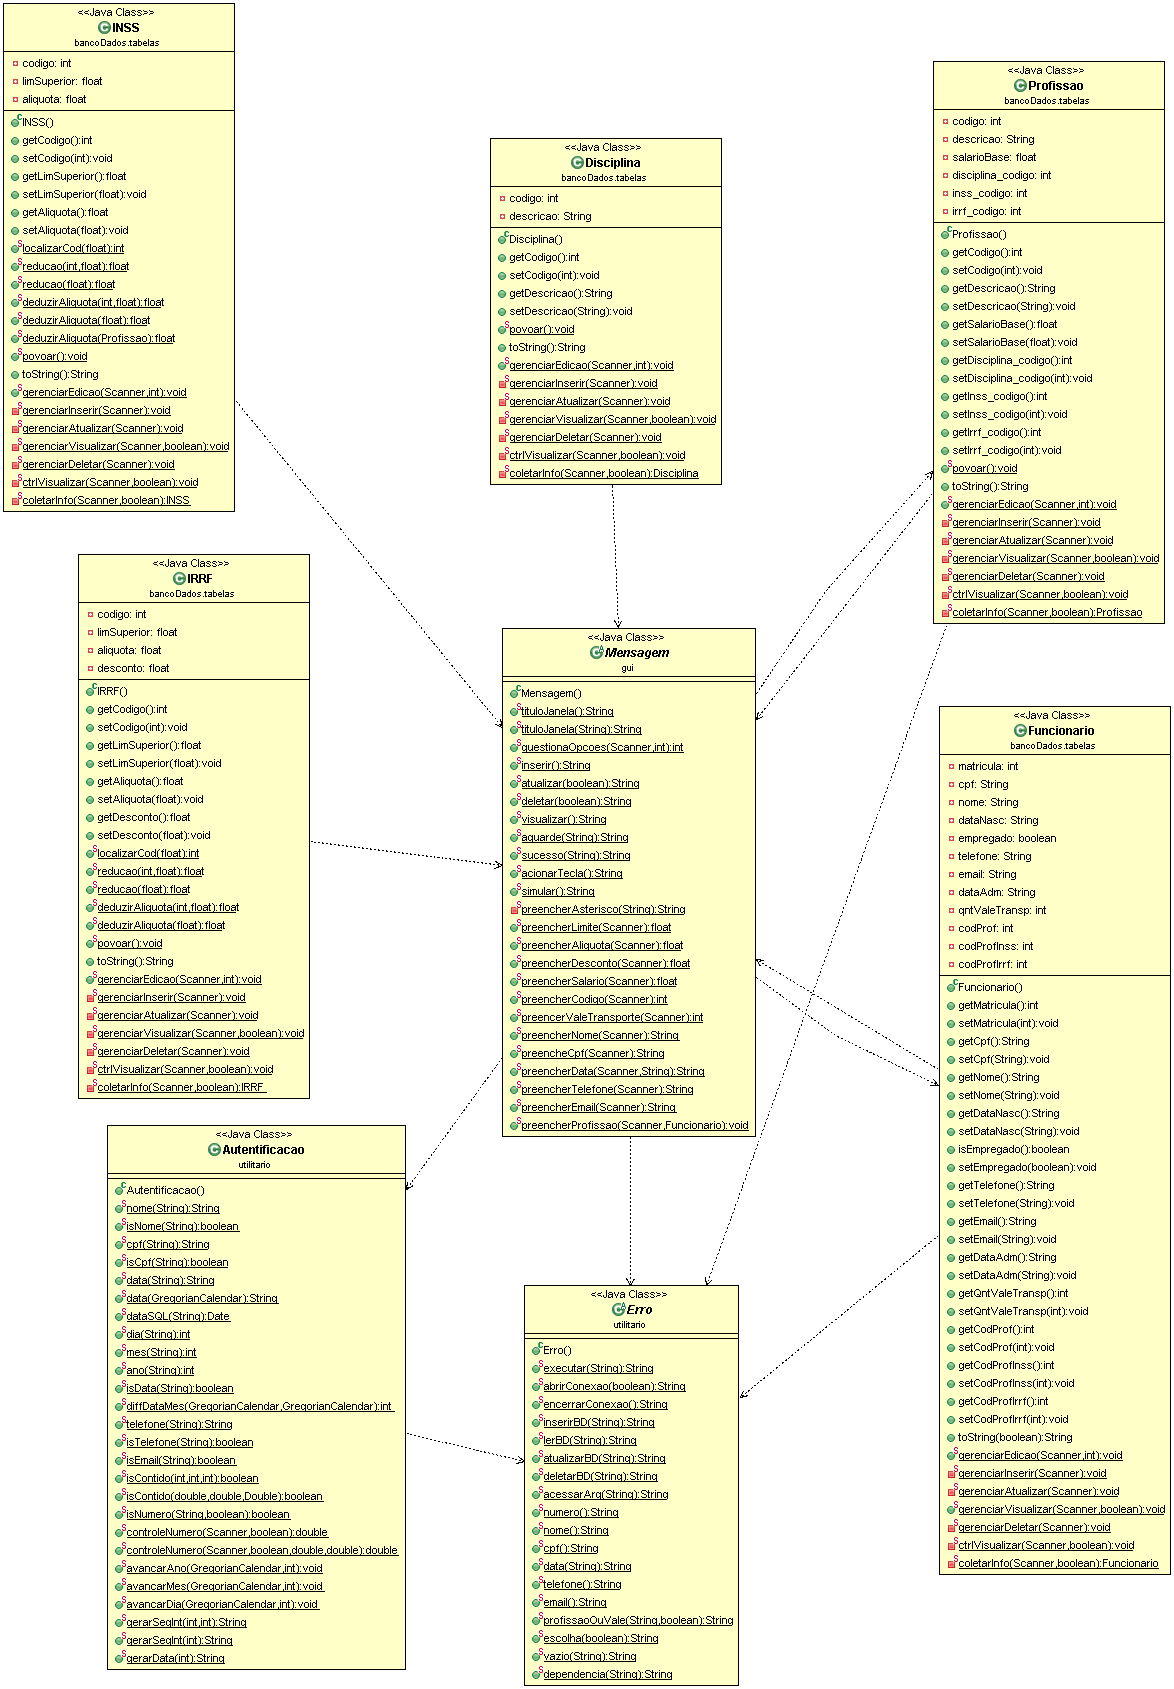 <<Java Class>>
INSS
bancoDados.tabelas
codigo: int
limSuperior: float
aliquota: float
INSS()
getCodigo():int
setCodigo(int):void
getLimSuperior():float
setLimSuperior(float):void
getAliquota():float
setAliquota(float):void
localizarCod(float):int
reducao(int,float):float
reducao(float):float
deduzirAliquota(int,float):float
deduzirAliquota(float):float
deduzirAliquota(Profissao):float
povoar():void
toString():String
gerenciarEdicao(Scanner,int):void
gerenciarInserir(Scanner):void
gerenciarAtualizar(Scanner):void
gerenciarVisualizar(Scanner,boolean):void
gerenciarDeletar(Scanner):void
ctrlVisualizar(Scanner,boolean):void
coletarInfo(Scanner,boolean):INSS
<<Java Class>>
Disciplina
bancoDados.tabelas
codigo: int
descricao: String
Disciplina()
getCodigo():int
setCodigo(int):void
getDescricao():String
setDescricao(String):void
povoar():void
toString():String
gerenciarEdicao(Scanner,int):void
gerenciarInserir(Scanner):void
gerenciarAtualizar(Scanner):void
gerenciarVisualizar(Scanner,boolean):void
gerenciarDeletar(Scanner):void
ctrlVisualizar(Scanner,boolean):void
coletarInfo(Scanner,boolean):Disciplina
<<Java Class>>
Profissao
bancoDados.tabelas
codigo: int
descricao: String
salarioBase: float
disciplina_codigo: int
inss_codigo: int
irrf_codigo: int
Profissao()
getCodigo():int
setCodigo(int):void
getDescricao():String
setDescricao(String):void
getSalarioBase():float
setSalarioBase(float):void
getDisciplina_codigo():int
setDisciplina_codigo(int):void
getInss_codigo():int
setInss_codigo(int):void
getIrrf_codigo():int
setIrrf_codigo(int):void
povoar():void
toString():String
gerenciarEdicao(Scanner,int):void
gerenciarInserir(Scanner):void
gerenciarAtualizar(Scanner):void
gerenciarVisualizar(Scanner,boolean):void
gerenciarDeletar(Scanner):void
ctrlVisualizar(Scanner,boolean):void
coletarInfo(Scanner,boolean):Profissao
<<Java Class>>
IRRF
bancoDados.tabelas
codigo: int
limSuperior: float
aliquota: float
desconto: float
IRRF()
getCodigo():int
setCodigo(int):void
getLimSuperior():float
setLimSuperior(float):void
getAliquota():float
setAliquota(float):void
getDesconto():float
setDesconto(float):void
localizarCod(float):int
reducao(int,float):float
reducao(float):float
deduzirAliquota(int,float):float
deduzirAliquota(float):float
povoar():void
toString():String
gerenciarEdicao(Scanner,int):void
gerenciarInserir(Scanner):void
gerenciarAtualizar(Scanner):void
gerenciarVisualizar(Scanner,boolean):void
gerenciarDeletar(Scanner):void
ctrlVisualizar(Scanner,boolean):void
coletarInfo(Scanner,boolean):IRRF
<<Java Class>>
Mensagem
gui
Mensagem()
tituloJanela():String
tituloJanela(String):String
questionaOpcoes(Scanner,int):int
inserir():String
atualizar(boolean):String
deletar(boolean):String
visualizar():String
aguarde(String):String
sucesso(String):String
acionarTecla():String
simular():String
preencherAsterisco(String):String
preencherLimite(Scanner):float
preencherAliquota(Scanner):float
preencherDesconto(Scanner):float
preencherSalario(Scanner):float
preencherCodigo(Scanner):int
preencerValeTransporte(Scanner):int
preencherNome(Scanner):String
preencheCpf(Scanner):String
preencherData(Scanner,String):String
preencherTelefone(Scanner):String
preencherEmail(Scanner):String
preencherProfissao(Scanner,Funcionario):void
<<Java Class>>
Funcionario
bancoDados.tabelas
matricula: int
cpf: String
nome: String
dataNasc: String
empregado: boolean
telefone: String
email: String
dataAdm: String
qntValeTransp: int
codProf: int
codProfInss: int
codProfIrrf: int
Funcionario()
getMatricula():int
setMatricula(int):void
getCpf():String
setCpf(String):void
getNome():String
setNome(String):void
getDataNasc():String
setDataNasc(String):void
isEmpregado():boolean
setEmpregado(boolean):void
getTelefone():String
setTelefone(String):void
getEmail():String
setEmail(String):void
getDataAdm():String
setDataAdm(String):void
getQntValeTransp():int
setQntValeTransp(int):void
getCodProf():int
setCodProf(int):void
getCodProfInss():int
setCodProfInss(int):void
getCodProfIrrf():int
setCodProfIrrf(int):void
toString(boolean):String
gerenciarEdicao(Scanner,int):void
gerenciarInserir(Scanner):void
gerenciarAtualizar(Scanner):void
gerenciarVisualizar(Scanner,boolean):void
gerenciarDeletar(Scanner):void
ctrlVisualizar(Scanner,boolean):void
coletarInfo(Scanner,boolean):Funcionario
<<Java Class>>
Autentificacao
utilitario
Autentificacao()
nome(String):String
isNome(String):boolean
cpf(String):String
isCpf(String):boolean
data(String):String
data(GregorianCalendar):String
dataSQL(String):Date
dia(String):int
mes(String):int
ano(String):int
isData(String):boolean
diffDataMes(GregorianCalendar,GregorianCalendar):int
telefone(String):String
isTelefone(String):boolean
isEmail(String):boolean
isContido(int,int,int):boolean
isContido(double,double,Double):boolean
isNumero(String,boolean):boolean
controleNumero(Scanner,boolean):double
controleNumero(Scanner,boolean,double,double):double
avancarAno(GregorianCalendar,int):void
avancarMes(GregorianCalendar,int):void
avancarDia(GregorianCalendar,int):void
gerarSeqInt(int,int):String
gerarSeqInt(int):String
gerarData(int):String
<<Java Class>>
Erro
utilitario
Erro()
executar(String):String
abrirConexao(boolean):String
encerrarConexao():String
inserirBD(String):String
lerBD(String):String
atualizarBD(String):String
deletarBD(String):String
acessarArq(String):String
numero():String
nome():String
cpf():String
data(String):String
telefone():String
email():String
profissaoOuVale(String,boolean):String
escolha(boolean):String
vazio(String):String
dependencia(String):String